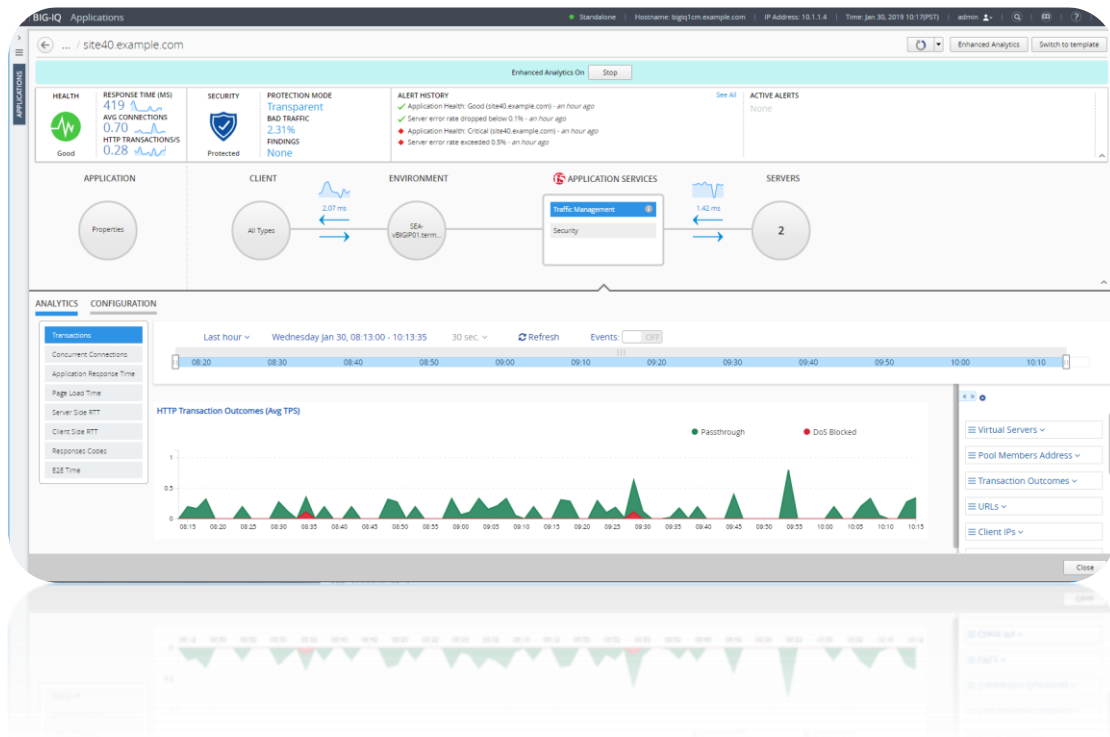 BIG-IQ Applications Standalone | Hostname: bigiq1cm.example.com | IP Address: 10.1.1.4 | Time: Jan 30, 2019 10:17(PST) | admin
... / site40.example.com Enhanced Analytics Switch to template
APPLICATIONS
Enhanced Analytics On Stop
HEALTH
Good
RESPONSE TIME (MS)
419
AVG CONNECTIONS
0.70
HTTP TRANSACTIONS/S
0.28
SECURITY
Protected
PROTECTION MODE
Transparent
BAD TRAFFIC
2.31%
FINDINGS
None
ALERT HISTORY See All
Application Health: Good (site40.example.com) - an hour ago
Server error rate dropped below 0.1% - an hour ago
Application Health: Critical (site40.example.com) - an hour ago
Server error rate exceeded 0.5% - an hour ago
ACTIVE ALERTS
None
APPLICATION CLIENT ENVIRONMENT APPLICATION SERVICES SERVERS
Properties
All Types
2.07 ms
SEA-
vBIGIP01.term...
Traffic Management
Security
1.42 ms
2
ANALYTICS CONFIGURATION
Transactions
Concurrent Connections
Application Response Time
Page Load Time
Server Side RTT
Client Side RTT
Responses Codes
E2E Time
Last hour Wednesday Jan 30, 08:13:00 - 10:13:35 30 sec. Refresh Events: OFF
08:20 08:30 08:40 08:50 09:00 09:10 09:20 09:30 09:40 09:50 10:00 10:10
HTTP Transaction Outcomes (Avg TPS)
Passthrough DoS Blocked
1
0.5
0
08:15 08:20 08:25 08:30 08:35 08:40 08:45 08:50 08:55 09:00 09:05 09:10 09:15 09:20 09:25 09:30 09:35 09:40 09:45 09:50 09:55 10:00 10:05 10:10 10:15
Virtual Servers
Pool Members Address
Transaction Outcomes
URLs
Client IPs
Close